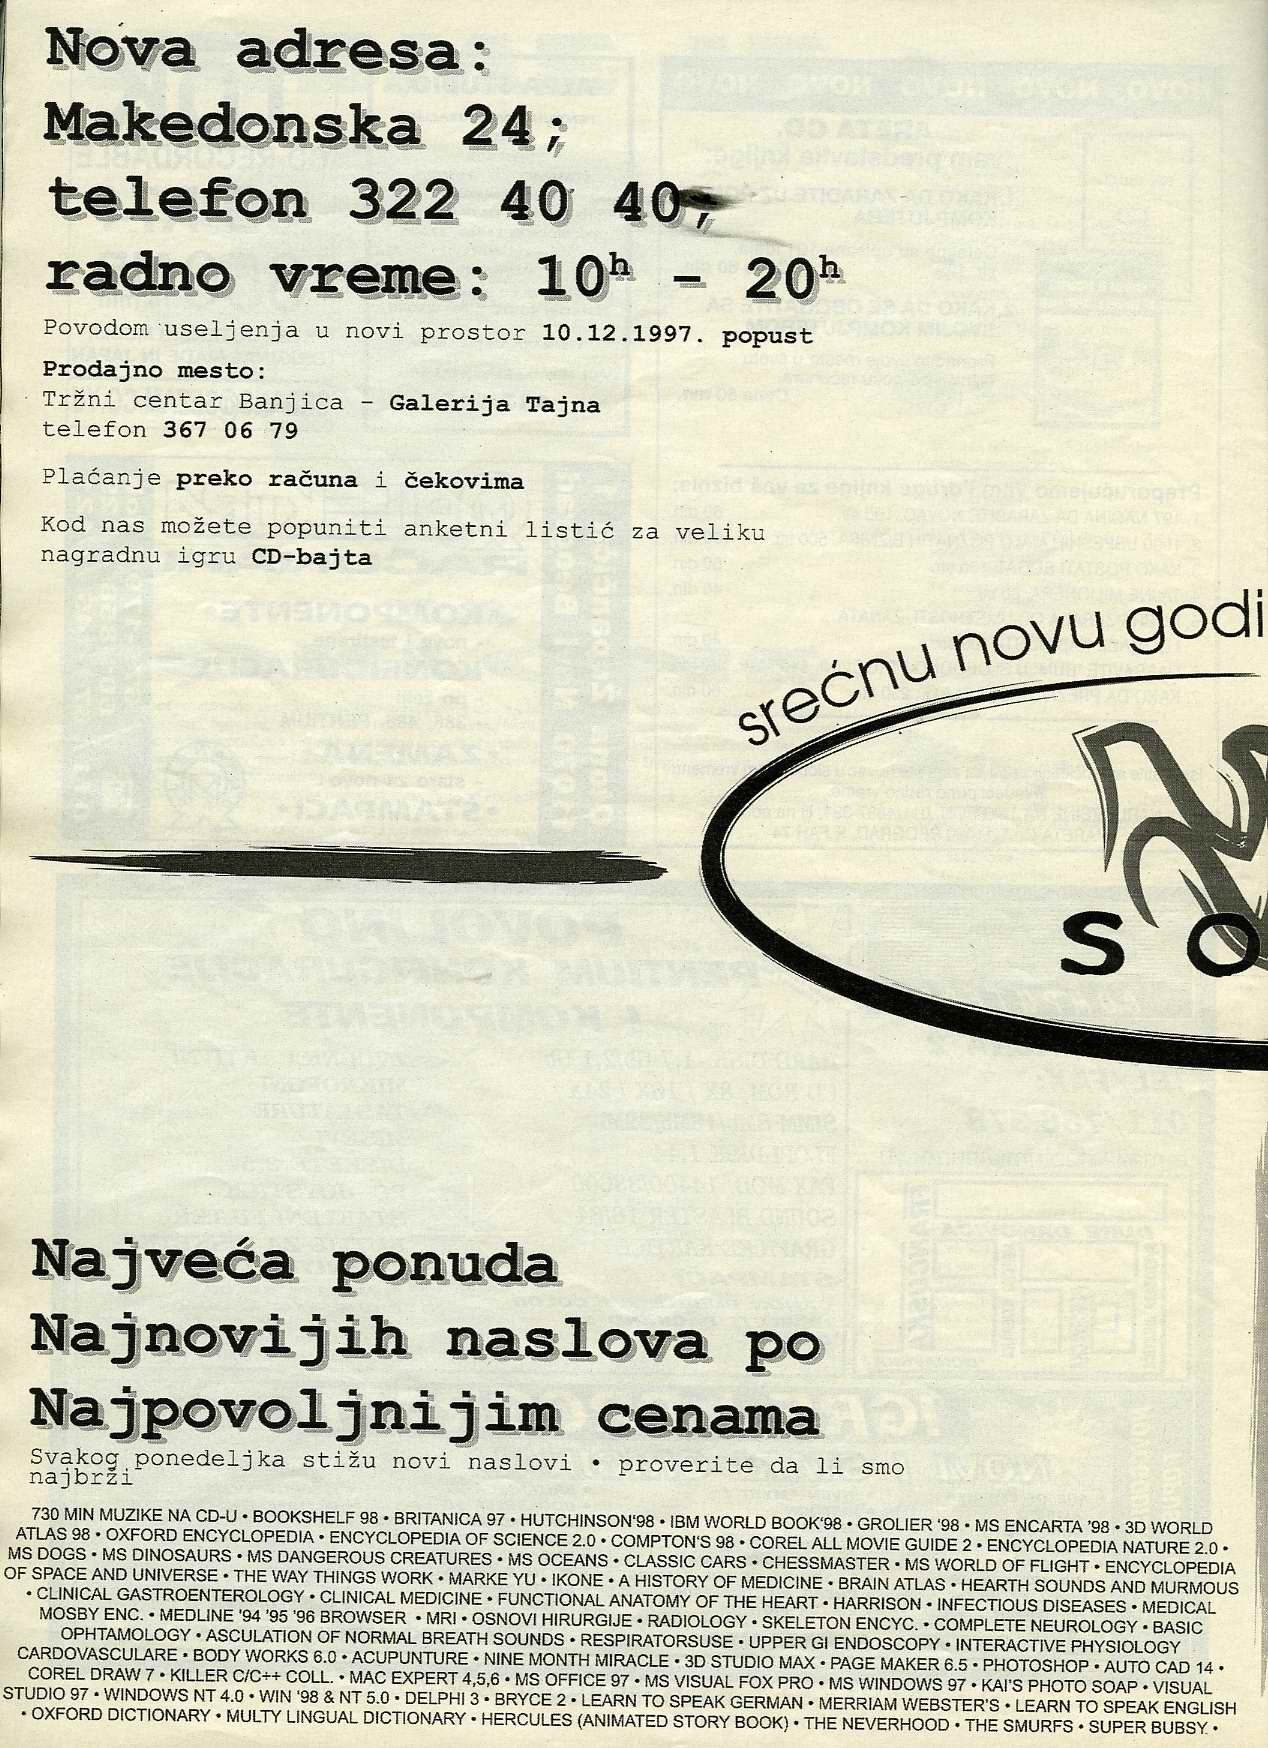 Nova adresa:
Makedonska 24;
telefon 322 40 40;
radno vreme: 10h - 20h
Povodom useljenja u novi prostor 10.12.1997. popust
Prodajno mesto:
Tržni centar Banjica - Galerija Tajna
telefon 367 06 79
Plaćanje preko računa i čekovima
Kod nas možete popuniti anketni listić za veliku
nagradnu igru CD-bajta
srećnu novu godi
so
Najveća ponuda
Najnovijih naslova po
Najpovoljnijim cenama
Svakog ponedeljka stižu novi naslovi • proverite da li smo
najbrži
730 MIN MUZIKE NA CD-U • BOOKSHELF 98 • BRITANICA 97 • HUTCHINSON'98 • IBM WORLD BOOK'98 • GROLIER '98 • MS ENCARTA '98 • 3D WORLD
ATLAS 98 • OXFORD ENCYCLOPEDIA • ENCYCLOPEDIA OF SCIENCE 2.0 • COMPTON'S 98 • COREL ALL MOVIE GUIDE 2 • ENCYCLOPEDIA NATURE 2.0 •
MS DOGS • MS DINOSAURS • MS DANGEROUS CREATURES • MS OCEANS • CLASSIC CARS • CHESSMASTER • MS WORLD OF FLIGHT • ENCYCLOPEDIA
OF SPACE AND UNIVERSE • THE WAY THINGS WORK • MARKE YU • IKONE • A HISTORY OF MEDICINE • BRAIN ATLAS • HEARTH SOUNDS AND MURMOUS
• CLINICAL GASTROENTEROLOGY • CLINICAL MEDICINE • FUNCTIONAL ANATOMY OF THE HEART • HARRISON • INFECTIOUS DISEASES • MEDICAL
MOSBY ENC. • MEDLINE '94 '95 '96 BROWSER • MRI • OSNOVI HIRURGIJE • RADIOLOGY • SKELETON ENCYC. • COMPLETE NEUROLOGY • BASIC
OPHTAMOLOGY • ASCULATION OF NORMAL BREATH SOUNDS • RESPIRATORSUSE • UPPER GI ENDOSCOPY • INTERACTIVE PHYSIOLOGY
CARDOVASCULARE • BODY WORKS 6.0 • ACUPUNTURE • NINE MONTH MIRACLE • 3D STUDIO MAX • PAGE MAKER 6.5 • PHOTOSHOP • AUTO CAD 14 •
COREL DRAW 7 • KILLER C/C++ COLL. • MAC EXPERT 4,5,6 • MS OFFICE 97 • MS VISUAL FOX PRO • MS WINDOWS 97 • KAI'S PHOTO SOAP • VISUAL
STUDIO 97 • WINDOWS NT 4.0 • WIN '98 & NT 5.0 • DELPHI 3 • BRYCE 2 • LEARN TO SPEAK GERMAN • MERRIAM WEBSTER'S • LEARN TO SPEAK ENGLISH
• OXFORD DICTIONARY • MULTY LINGUAL DICTIONARY • HERCULES (ANIMATED STORY BOOK) • THE NEVERHOOD • THE SMURFS • SUPER BUBSY •